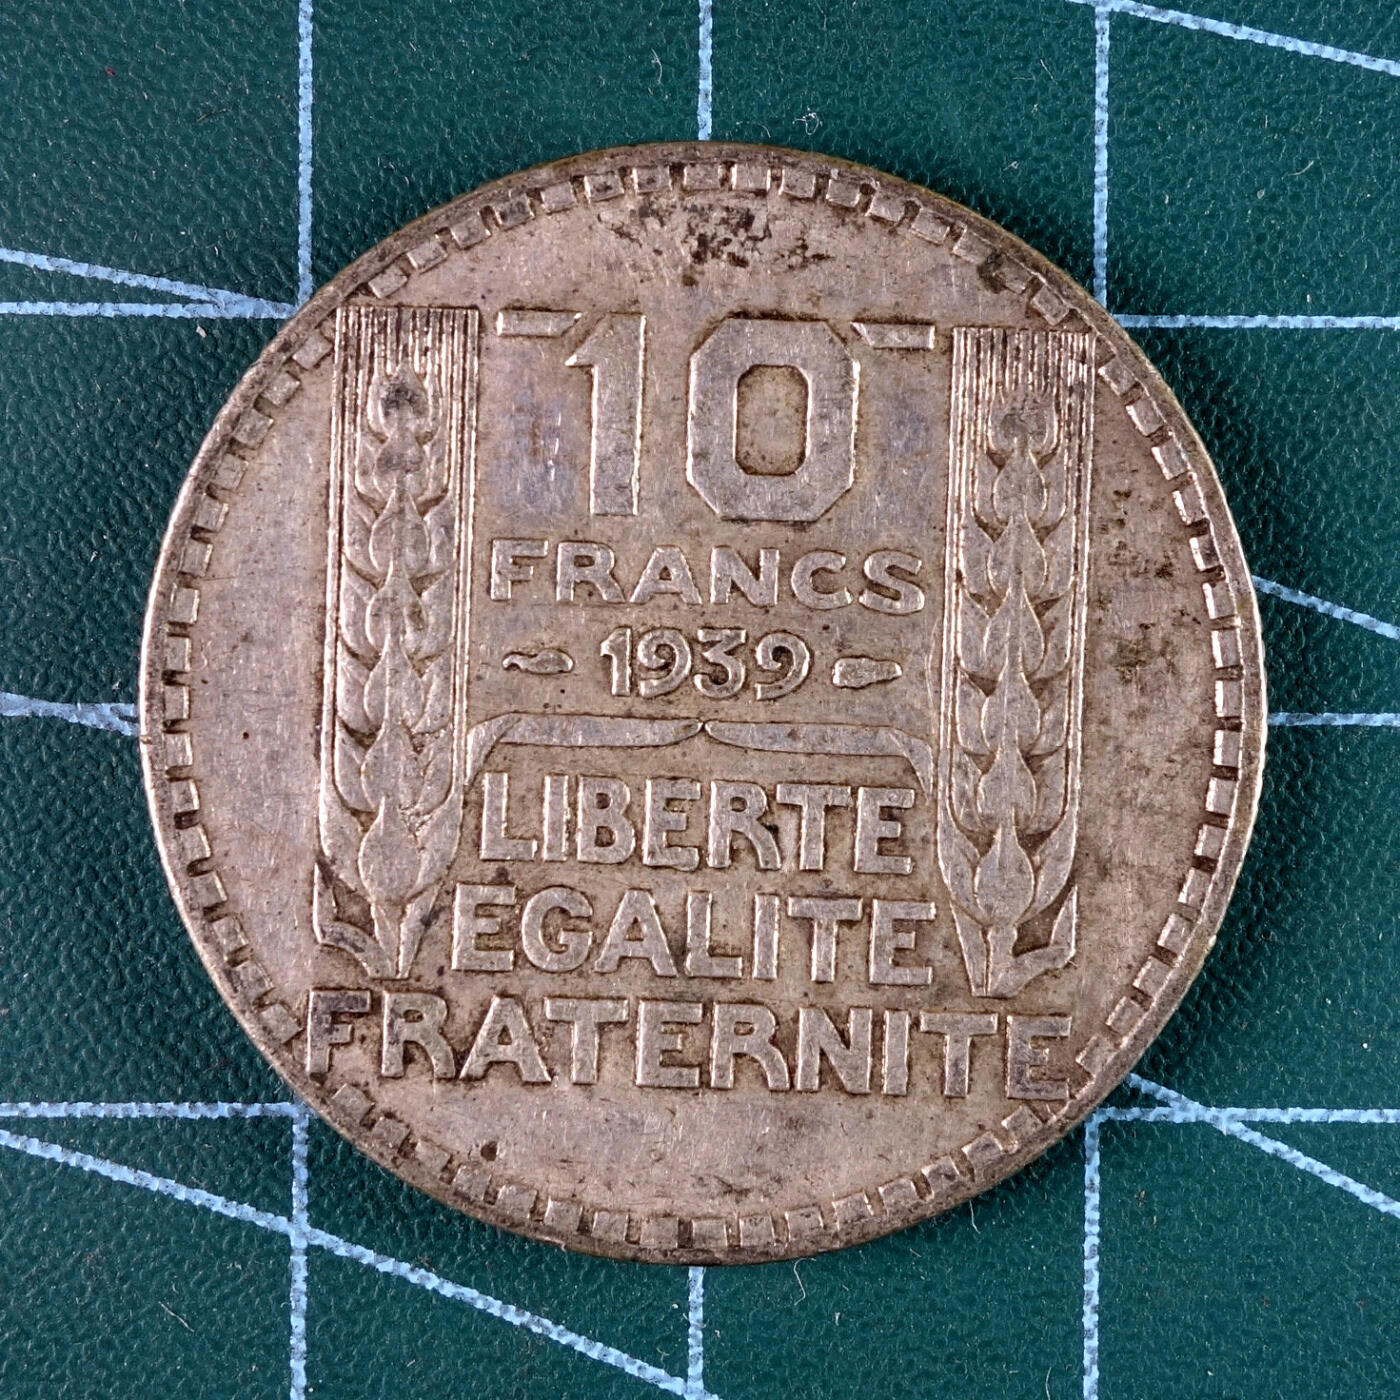 10
FRANCS
1939
LIBERTE
EGALITE
FRATERNITE